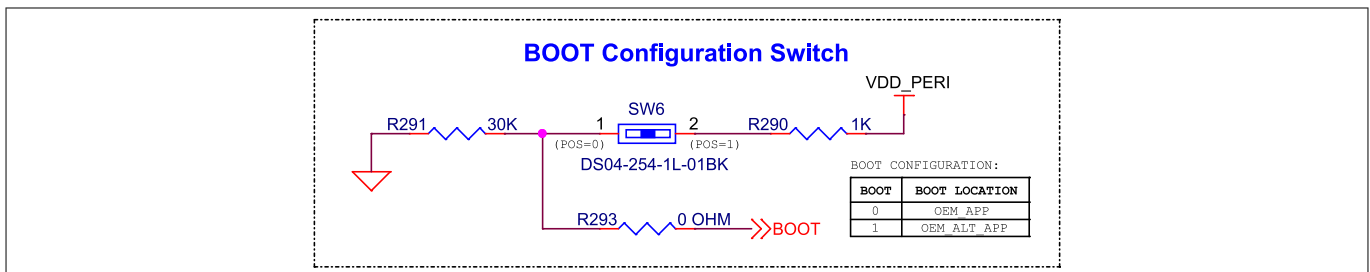 BOOT Configuration Switch
VDD_PERI
R291 30K 1 SW6 2 R290 1K
(POS=0) (POS=1)
DS04-254-1L-01BK
BOOT CONFIGURATION:
BOOT BOOT LOCATION
0 OEM_APP
1 OEM_ALT_APP
R293 0 OHM BOOT